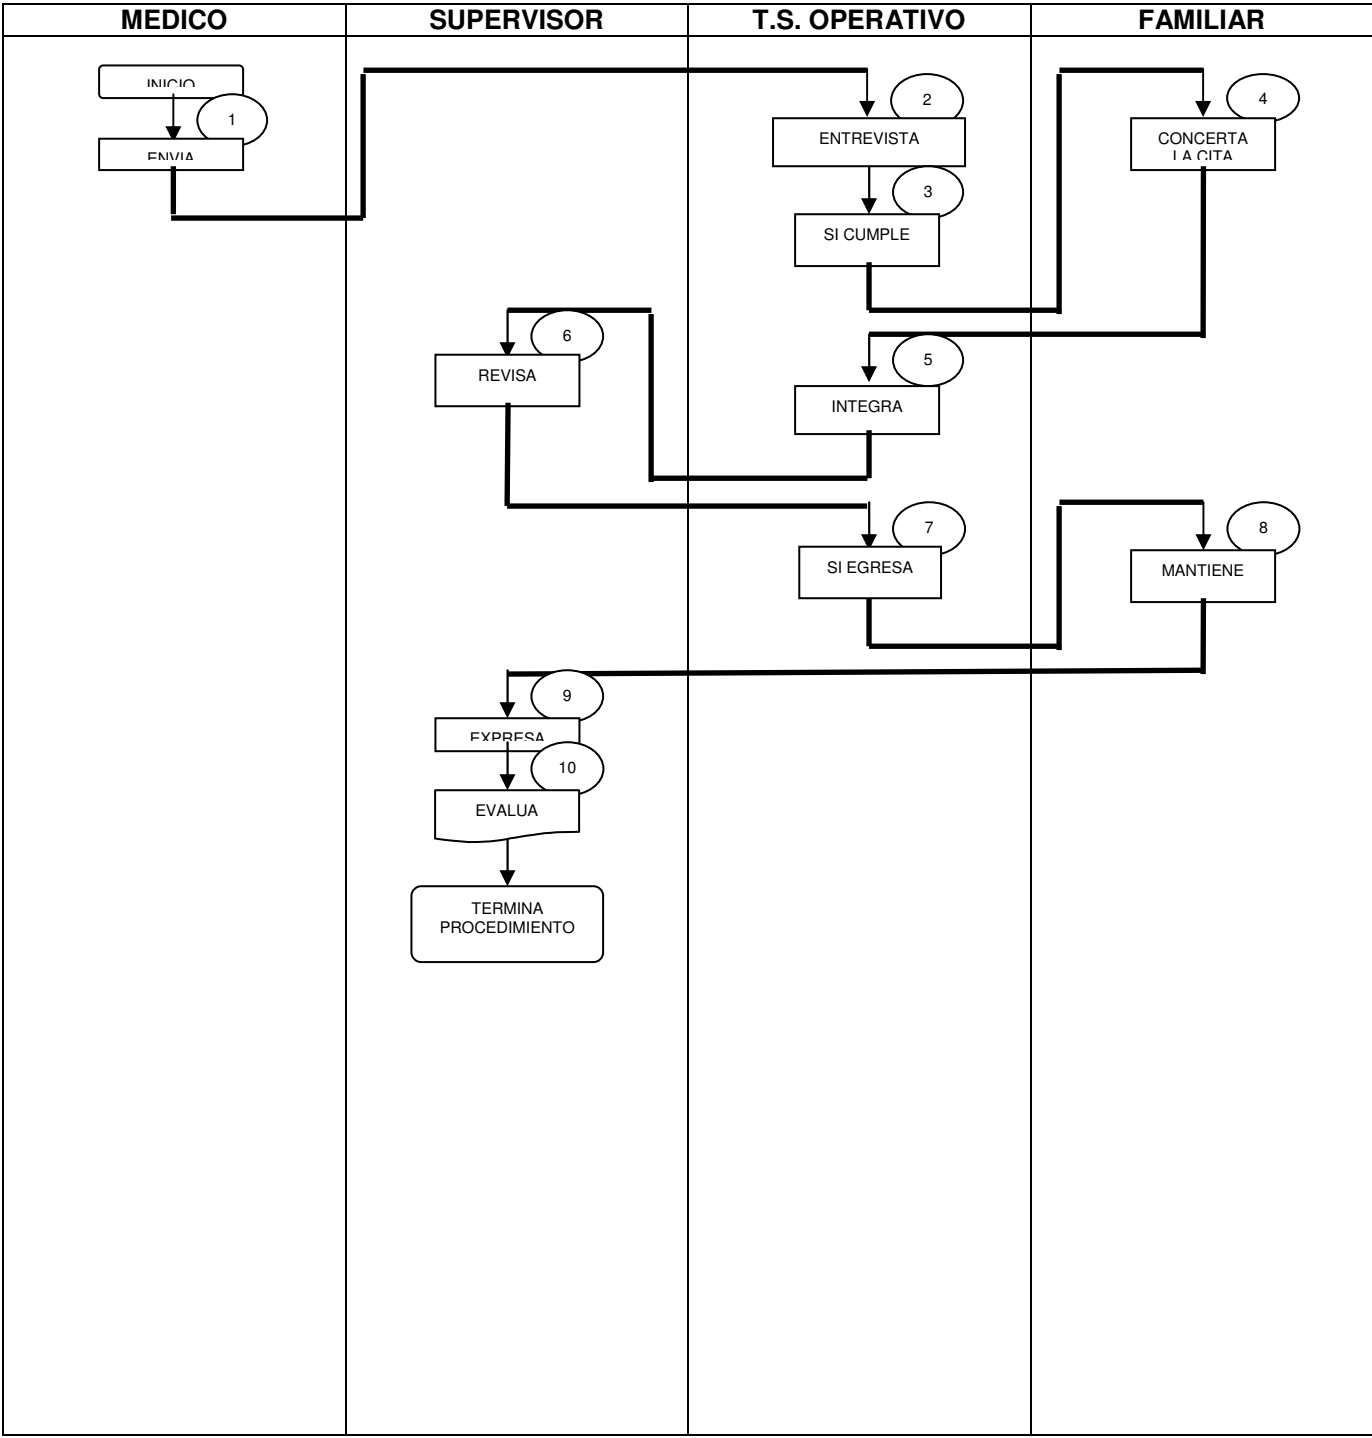 MEDICO
SUPERVISOR
T.S. OPERATIVO
FAMILIAR
INICIO
1
ENVIA
2
ENTREVISTA
3
SI CUMPLE
4
CONCERTA
LA CITA
5
INTEGRA
6
REVISA
7
SI EGRESA
8
MANTIENE
9
EXPRESA
10
EVALUA
TERMINA
PROCEDIMIENTO